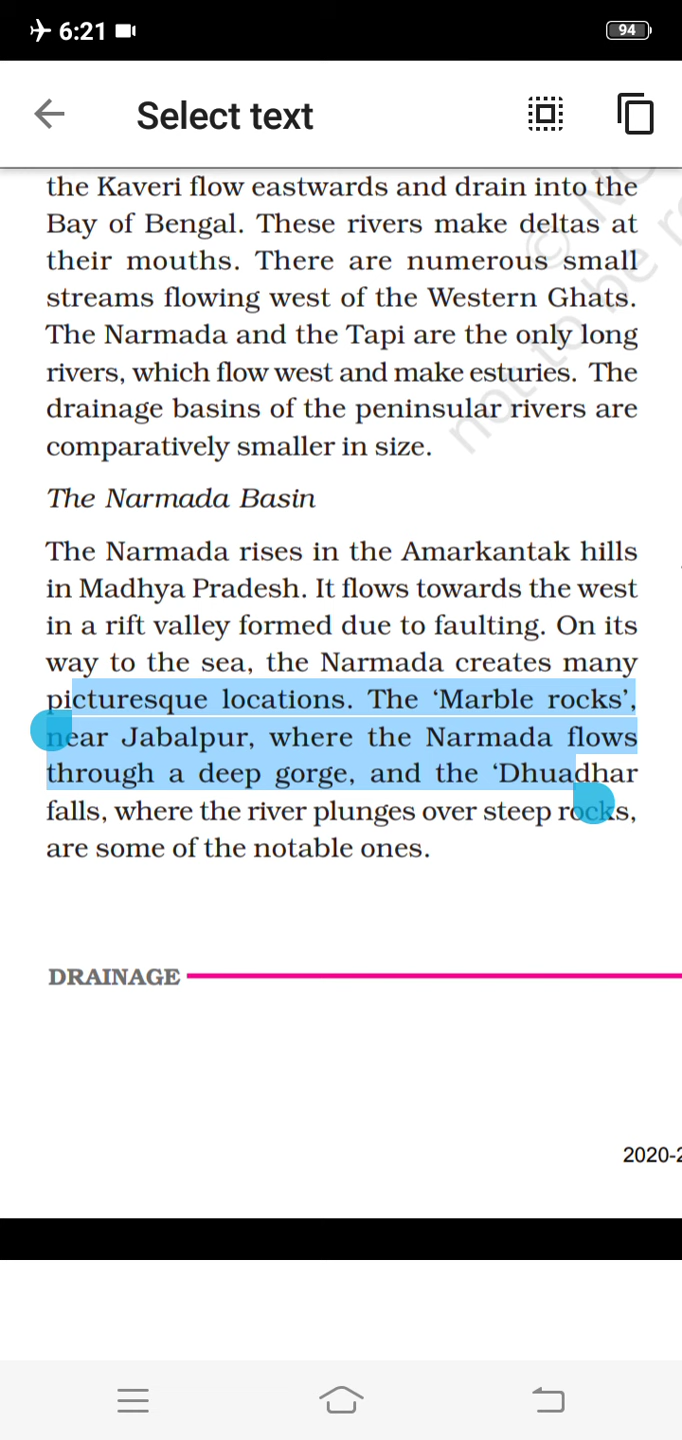 6:21
94
Select text
the Kaveri flow eastwards and drain into the
Bay of Bengal. These rivers make deltas at
their mouths. There are numerous small
streams flowing west of the Western Ghats.
The Narmada and the Tapi are the only long
rivers, which flow west and make esturies. The
drainage basins of the peninsular rivers are
comparatively smaller in size.
The Narmada Basin
The Narmada rises in the Amarkantak hills
in Madhya Pradesh. It flows towards the west
in a rift valley formed due to faulting. On its
way to the sea, the Narmada creates many
picturesque locations. The ‘Marble rocks’,
near Jabalpur, where the Narmada flows
through a deep gorge, and the ‘Dhuadhar
falls, where the river plunges over steep rocks,
are some of the notable ones.
not to be r
DRAINAGE
2020-2